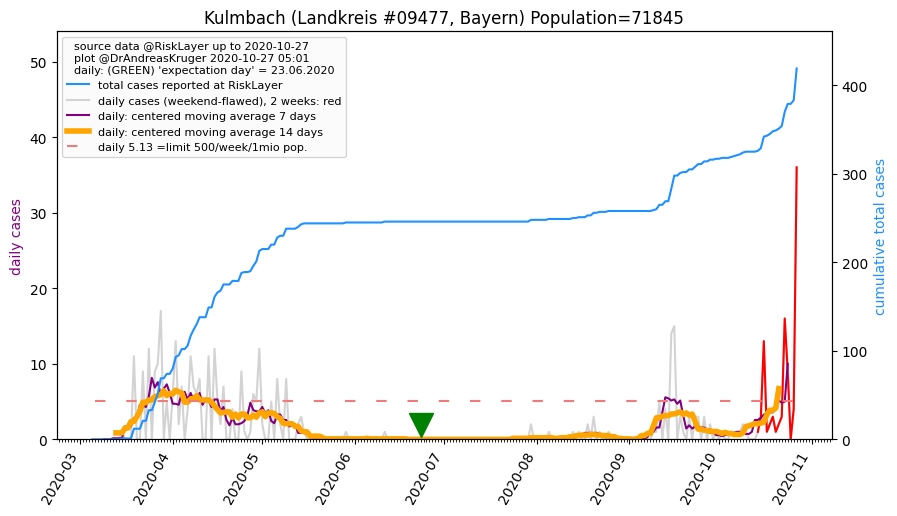 Kulmbach (Landkreis #09477, Bayern) Population=71845
source data @RiskLayer up to 2020-10-27
plot @DrAndreasKruger 2020-10-27 05:01
daily: (GREEN) 'expectation day' = 23.06.2020
total cases reported at RiskLayer
daily cases (weekend-flawed), 2 weeks: red
daily: centered moving average 7 days
daily: centered moving average 14 days
daily 5.13 =limit 500/week/1mio pop.
daily cases
50
40
30
20
10
0
cumulative total cases
400
300
200
100
0
2020-03
2020-04
2020-05
2020-06
2020-07
2020-08
2020-09
2020-10
2020-11